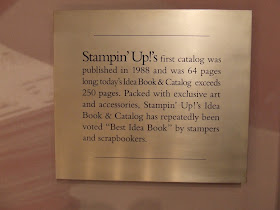 Stampin' Up!'s first catalog was
published in 1988 and was 64 pages
long; today's Idea Book & Catalog exceeds
250 pages. Packed with exclusive art
and accessories, Stampin' Up!'s Idea
Book & Catalog has repeatedly been
voted "Best Idea Book" by stampers
and scrapbookers.